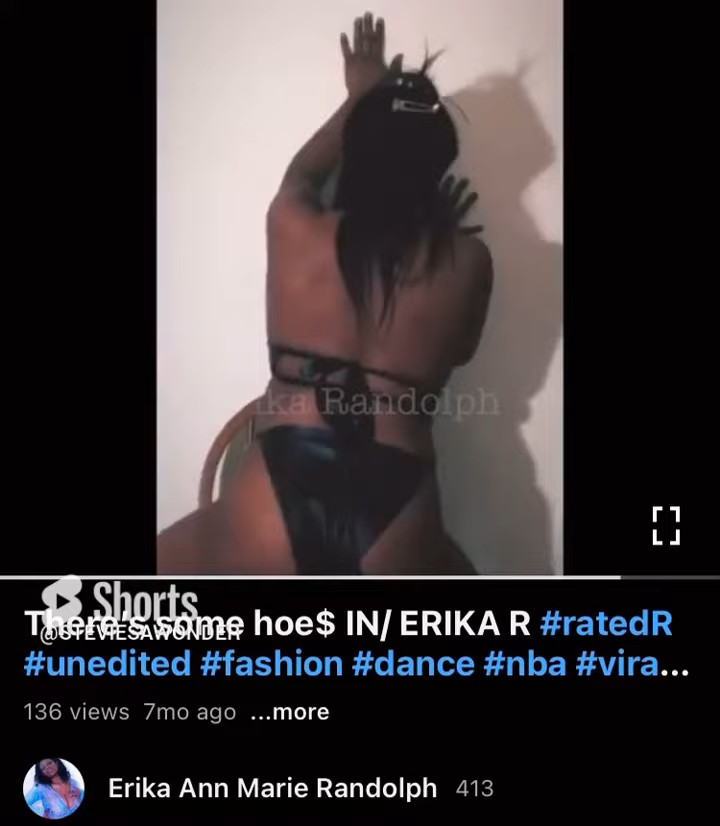 ka Randolph
Shorts
@STEVIESAWONDER
There's some hoe$ IN/ ERIKA R #ratedR
#unedited #fashion #dance #nba #vira...
136 views 7mo ago ...more
Erika Ann Marie Randolph 413